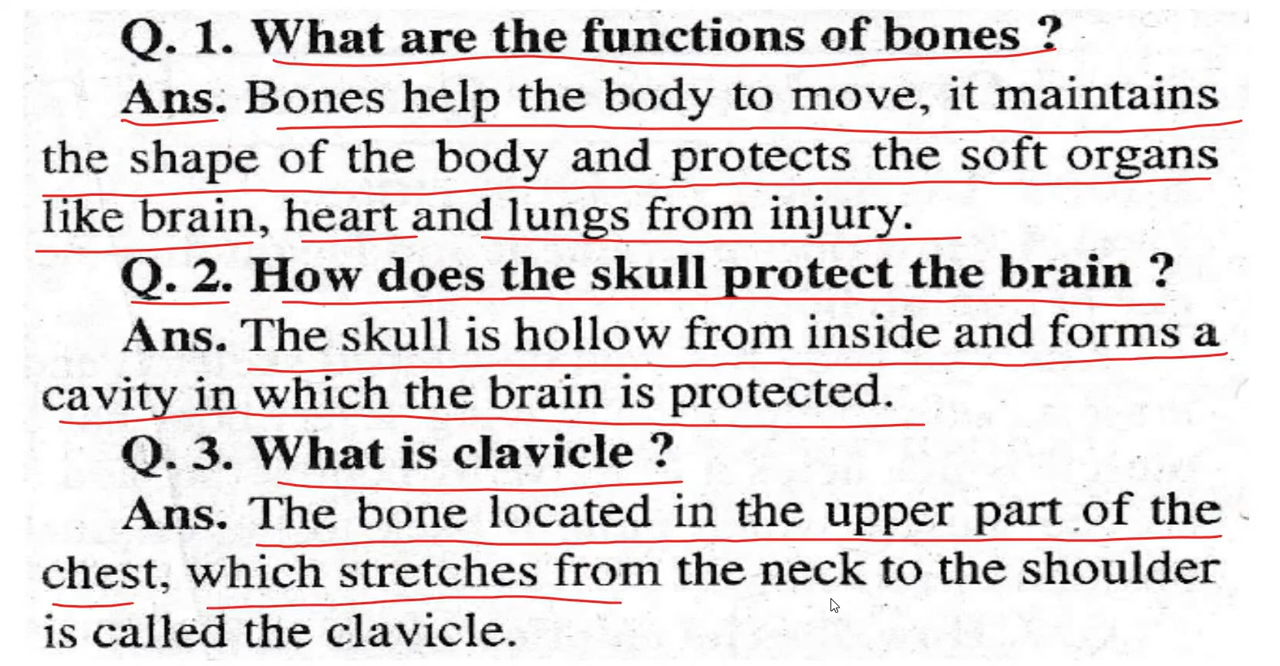 Q. 1. What are the functions of bones ?
Ans. Bones help the body to move, it maintains
the shape of the body and protects the soft organs
like brain, heart and lungs from injury.
Q. 2. How does the skull protect the brain ?
Ans. The skull is hollow from inside and forms a
cavity in which the brain is protected.
Q. 3. What is clavicle ?
Ans. The bone located in the upper part of the
chest, which stretches from the neck to the shoulder
is called the clavicle.